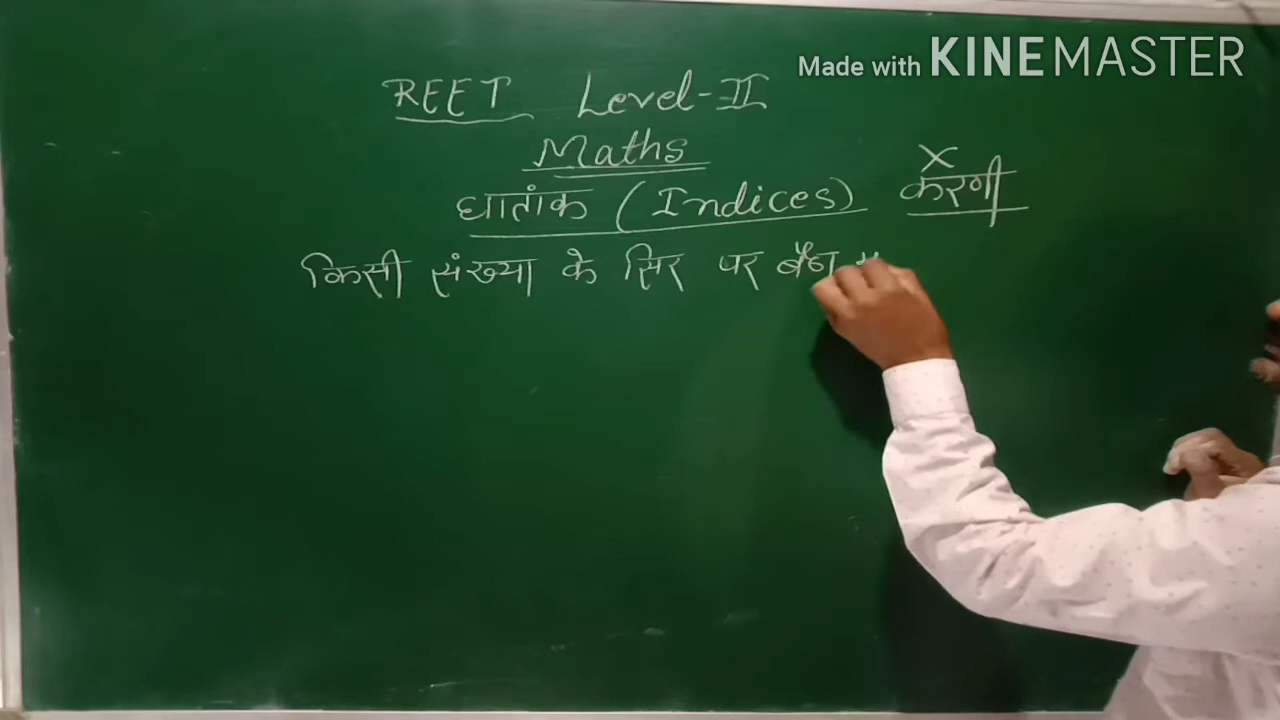 Made with KINEMASTER
REET Level-II
Maths
घातांक (Indices) × करणी
किसी संख्या के सिर पर बैठा